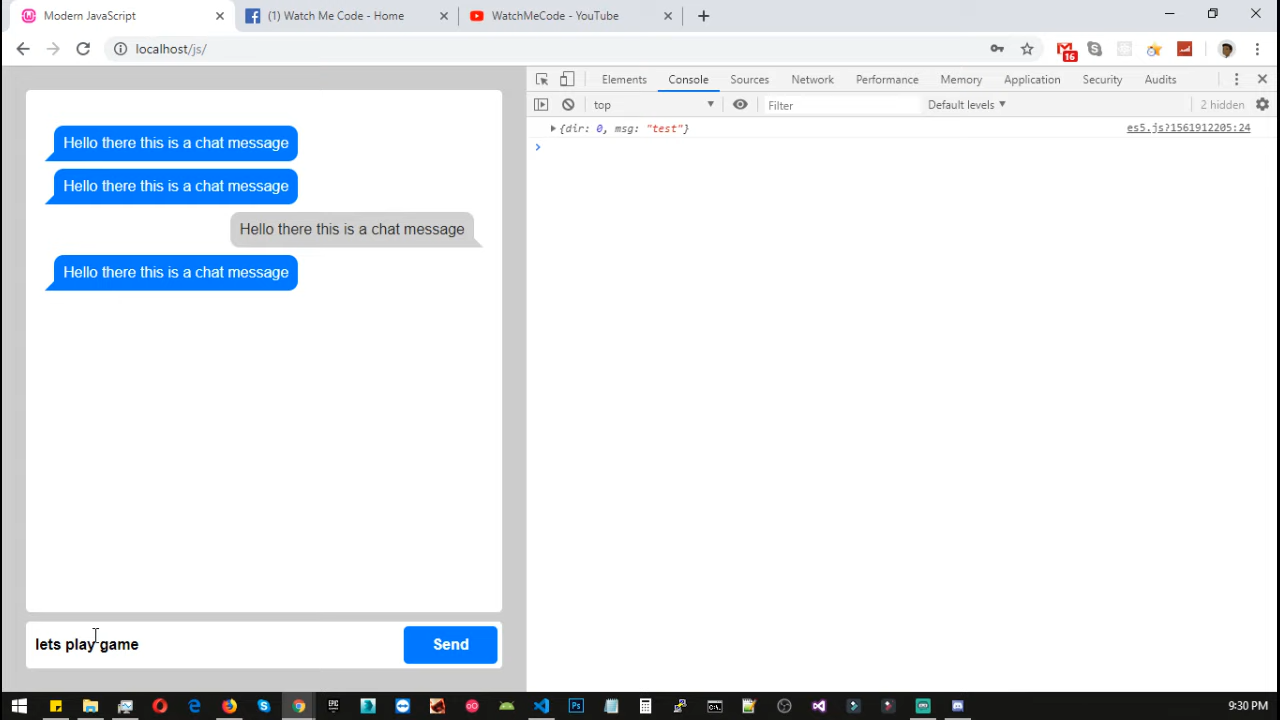 Modern JavaScript
(1) Watch Me Code - Home
WatchMeCode - YouTube
localhost/js/
16
Elements
Console
Sources
Network
Performance
Memory
Application
Security
Audits
top
Filter
Default levels
2 hidden
{dir: 0, msg: "test"}
es5.js?1561912205:24
Hello there this is a chat message
Hello there this is a chat message
Hello there this is a chat message
Hello there this is a chat message
lets play game
Send
9:30 PM